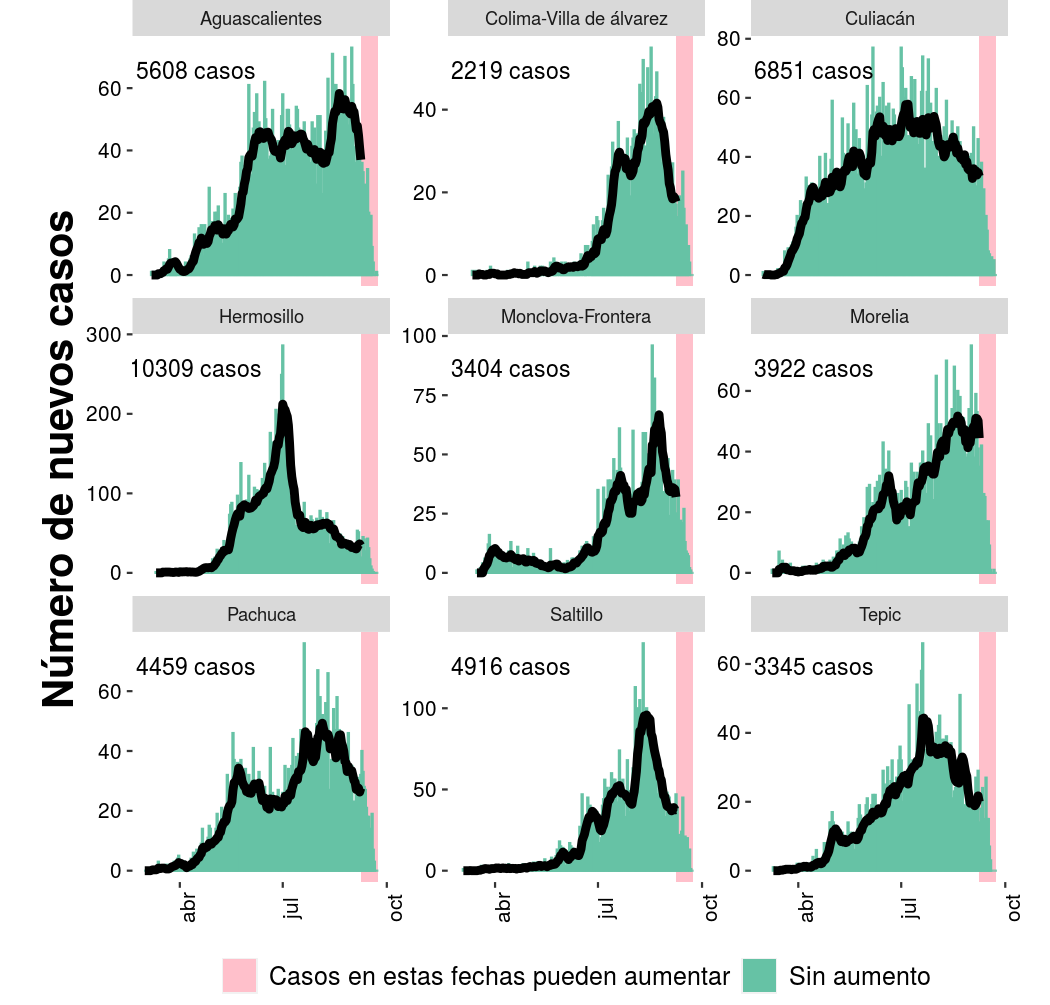 Número de nuevos casos
Aguascalientes
Colima-Villa de álvarez
Culiacán
5608 casos
2219 casos
6851 casos
60
40
20
0
40
20
0
80
60
40
20
0
Hermosillo
Monclova-Frontera
Morelia
10309 casos
3404 casos
3922 casos
300
200
100
0
100
75
50
25
0
60
40
20
0
Pachuca
Saltillo
Tepic
4459 casos
4916 casos
3345 casos
60
40
20
0
100
50
0
60
40
20
0
abr
jul
oct
abr
jul
oct
abr
jul
oct
Casos en estas fechas pueden aumentar
Sin aumento